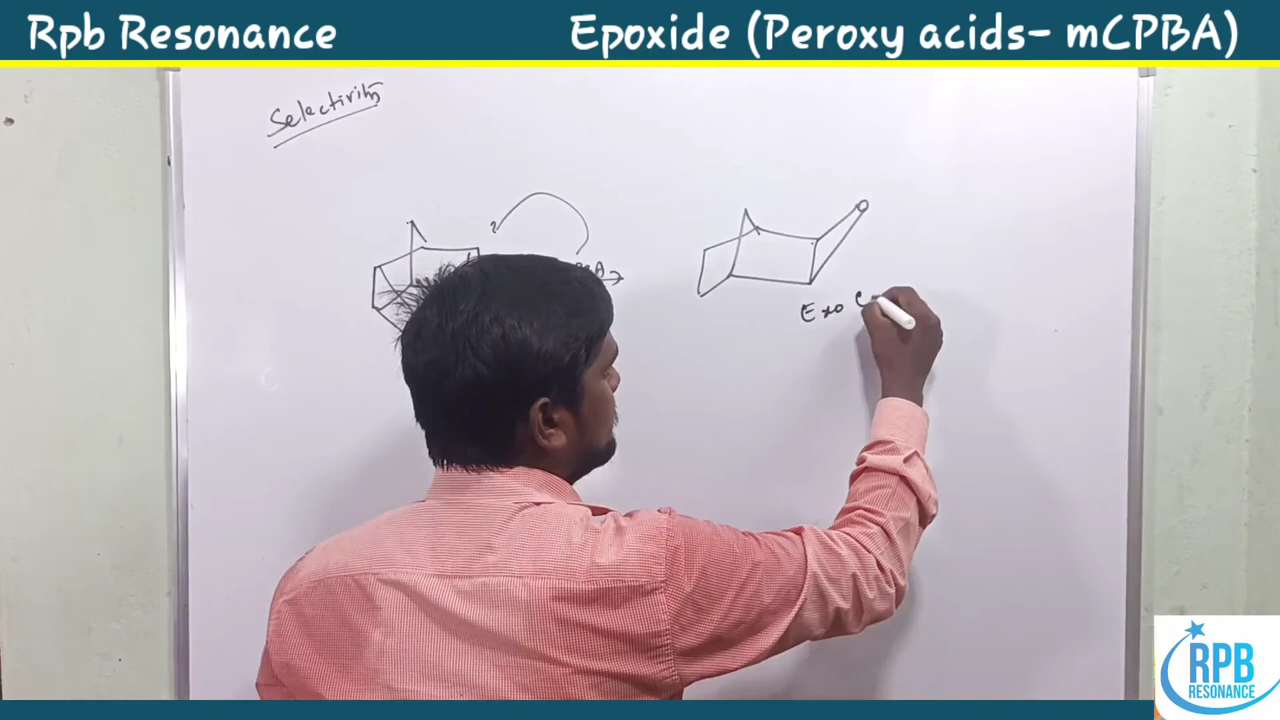 Rpb Resonance
Epoxide (Peroxy acids- mCPBA)
Selectivity
Exo
RPB
RESONANCE